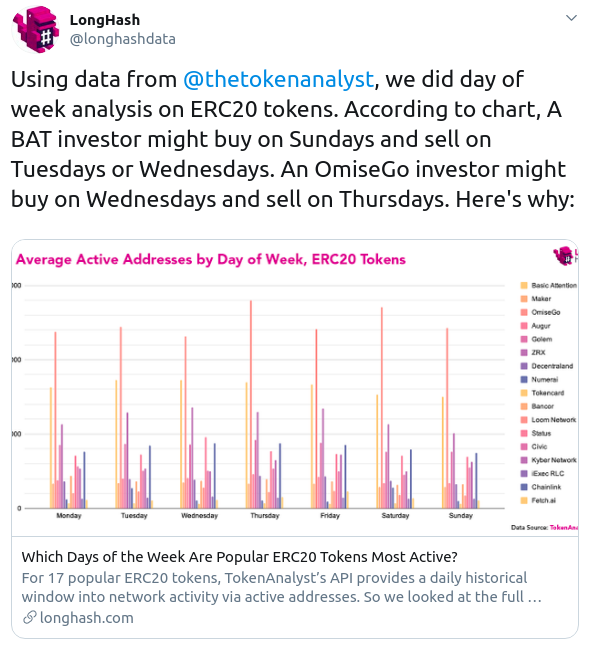 LongHash
@longhashdata
Using data from @thetokenanalyst, we did day of
week analysis on ERC20 tokens. According to chart, A
BAT investor might buy on Sundays and sell on
Tuesdays or Wednesdays. An OmiseGo investor might
buy on Wednesdays and sell on Thursdays. Here's why:
Average Active Addresses by Day of Week, ERC20 Tokens
00
00
00
0
Monday Tuesday Wednesday Thursday Friday Saturday Sunday
Basic Attention
Maker
OmiseGo
Augur
Golem
ZRX
Decentraland
Numerai
Tokencard
Bancor
Loom Network
Status
Civic
Kyber Network
iExec RLC
Chainlink
Fetch.ai
Data Source: TokenAna
Which Days of the Week Are Popular ERC20 Tokens Most Active?
For 17 popular ERC20 tokens, TokenAnalyst's API provides a daily historical
window into network activity via active addresses. So we looked at the full …
longhash.com